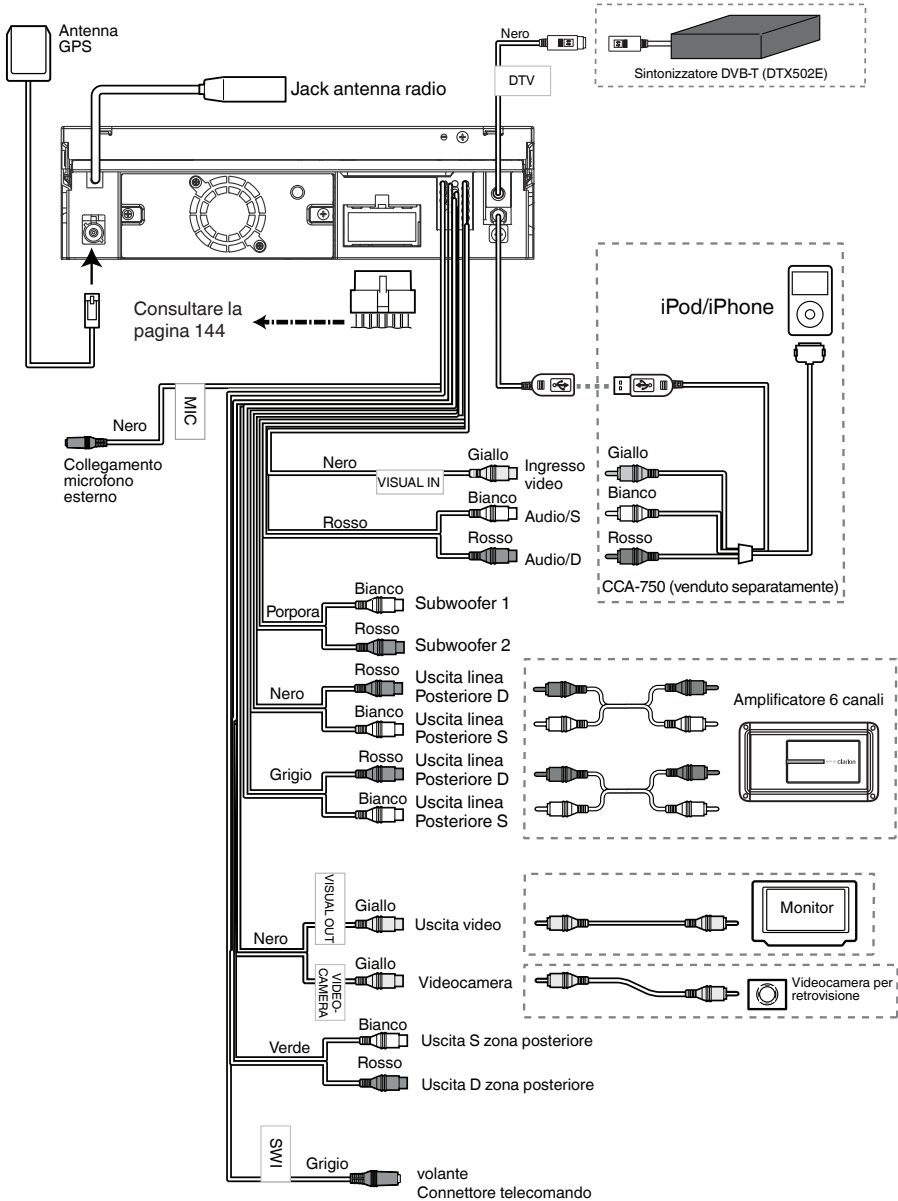 Antenna
GPS
Jack antenna radio
Nero
DTV
Sintonizzatore DVB-T (DTX502E)
Consultare la
pagina 144
iPod/iPhone
MIC
Nero
Collegamento
microfono
esterno
Nero
VISUAL IN
Giallo
Ingresso
video
Bianco
Audio/S
Rosso
Rosso
Audio/D
Giallo
Bianco
Rosso
CCA-750 (venduto separatamente)
Porpora
Bianco
Subwoofer 1
Rosso
Subwoofer 2
Nero
Rosso
Uscita linea
Posteriore D
Bianco
Uscita linea
Posteriore S
Grigio
Rosso
Uscita linea
Posteriore D
Bianco
Uscita linea
Posteriore S
Amplificatore 6 canali
clarion
Nero
VISUAL OUT
Giallo
Uscita video
Monitor
VIDEO-
CAMERA
Giallo
Videocamera
Videocamera per
retrovisione
Verde
Bianco
Uscita S zona posteriore
Rosso
Uscita D zona posteriore
SWI
Grigio
volante
Connettore telecomando